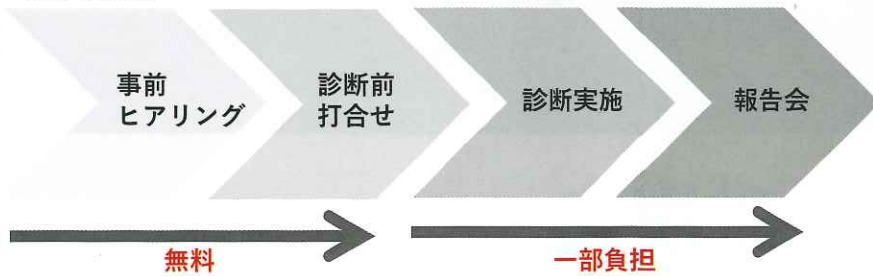 事前
ヒアリング
診断前
打合せ
診断実施
報告会
無料
一部負担